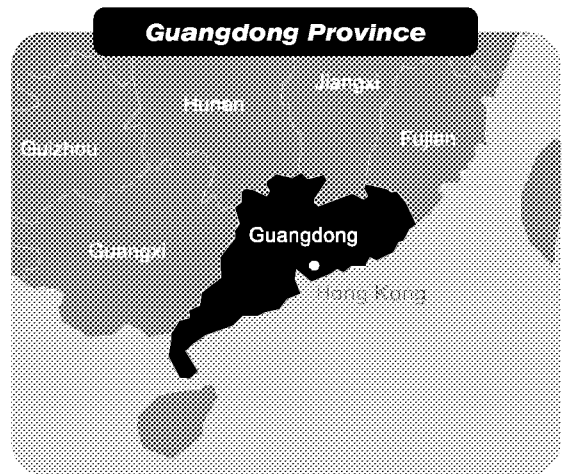 Guangdong Province
Jiangxi
Hunan
Fujian
Guizhou
Guangdong
Guangxi
Hong Kong